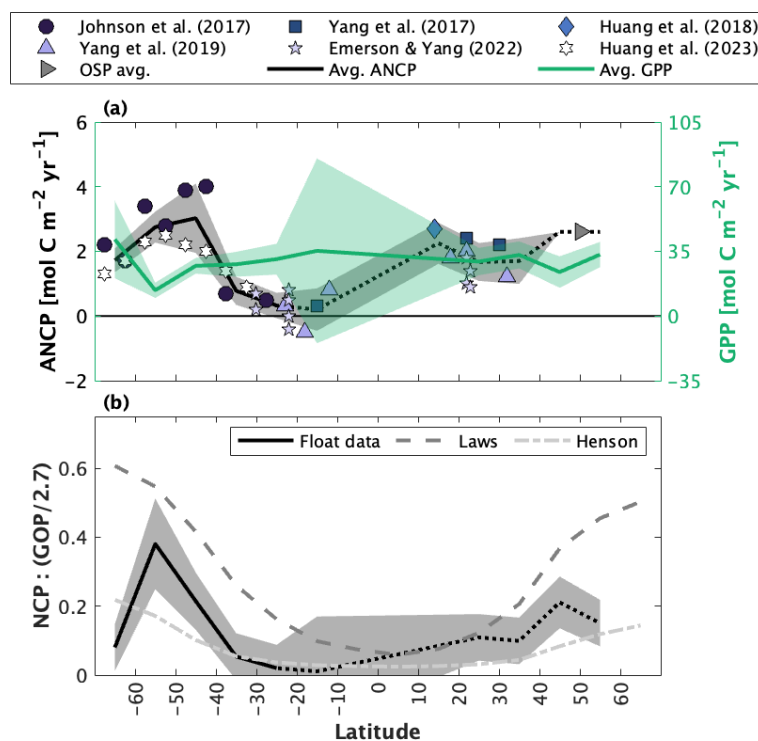 Johnson et al. (2017) Yang et al. (2017) Huang et al. (2018)
Yang et al. (2019) Emerson & Yang (2022) Huang et al. (2023)
OSP avg. Avg. ANCP Avg. GPP
(a)
ANCP [mol C m⁻² yr⁻¹]
6
4
2
0
−2
105
70
35
0
−35
GPP [mol C m⁻² yr⁻¹]
(b)
Float data Laws Henson
NCP : (GOP/2.7)
0.6
0.4
0.2
0
-60 -50 -40 -30 -20 -10 0 10 20 30 40 50 60
Latitude